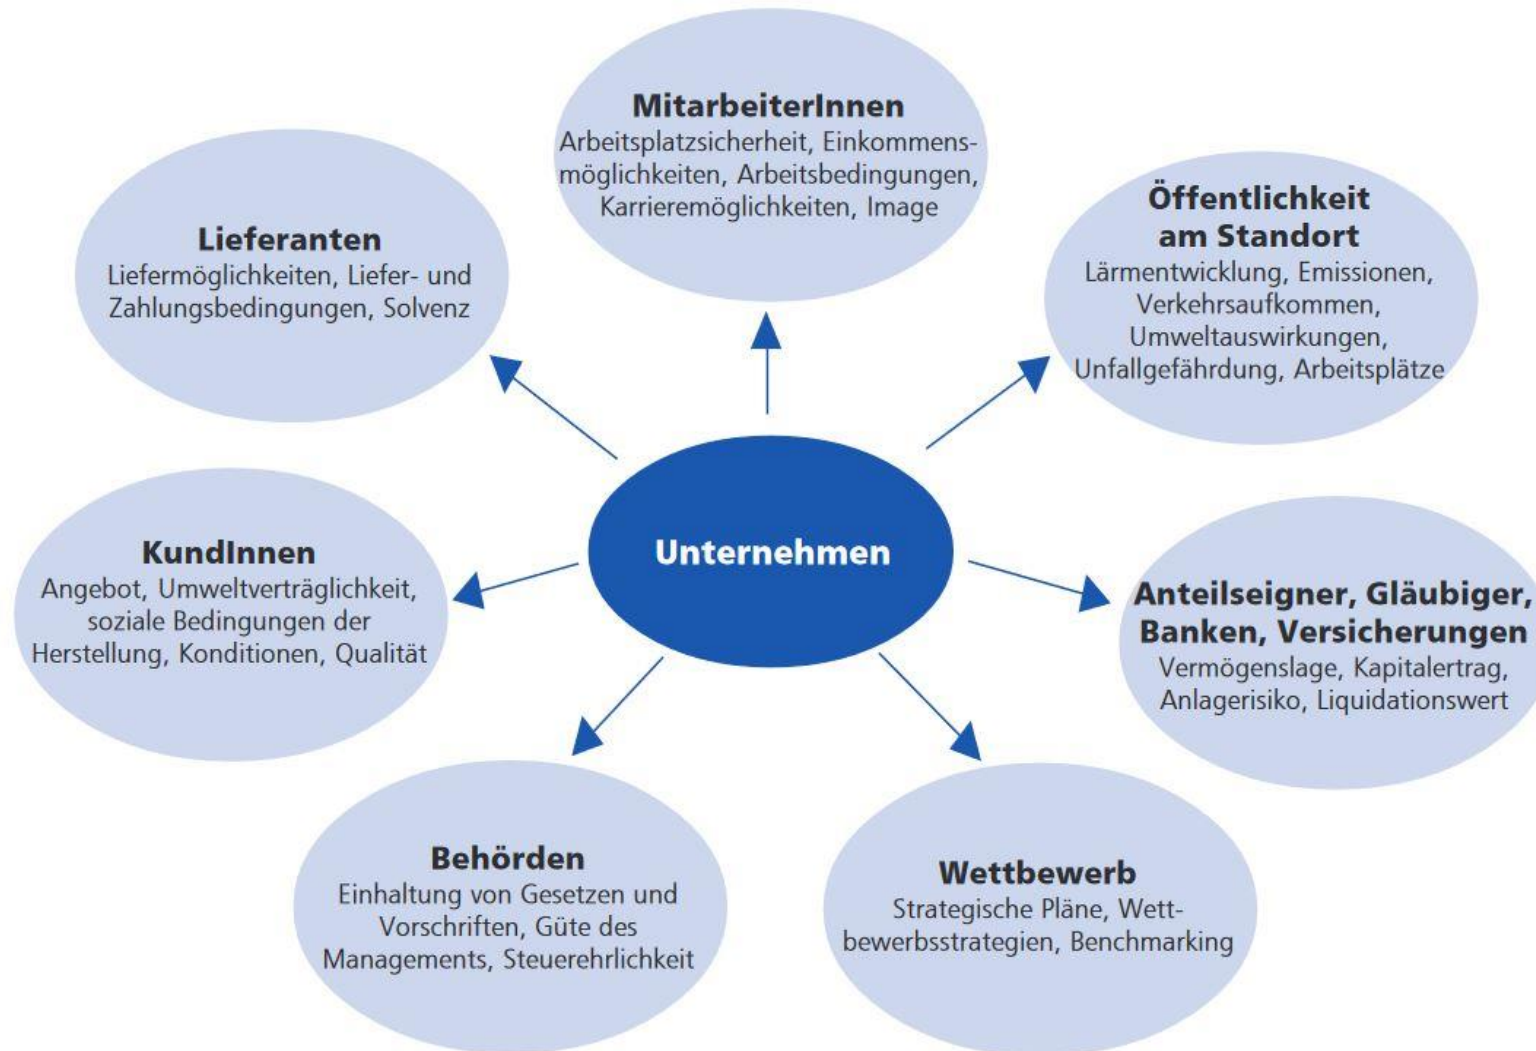 MitarbeiterInnen
Arbeitsplatzsicherheit, Einkommens-
möglichkeiten, Arbeitsbedingungen,
Karrieremöglichkeiten, Image
Lieferanten
Liefermöglichkeiten, Liefer- und
Zahlungsbedingungen, Solvenz
Öffentlichkeit
am Standort
Lärmentwicklung, Emissionen,
Verkehrsaufkommen,
Umweltauswirkungen,
Unfallgefährdung, Arbeitsplätze
Unternehmen
KundInnen
Angebot, Umweltverträglichkeit,
soziale Bedingungen der
Herstellung, Konditionen, Qualität
Anteilseigner, Gläubiger,
Banken, Versicherungen
Vermögenslage, Kapitalertrag,
Anlagerisiko, Liquidationswert
Behörden
Einhaltung von Gesetzen und
Vorschriften, Güte des
Managements, Steuerehrlichkeit
Wettbewerb
Strategische Pläne, Wett-
bewerbsstrategien, Benchmarking